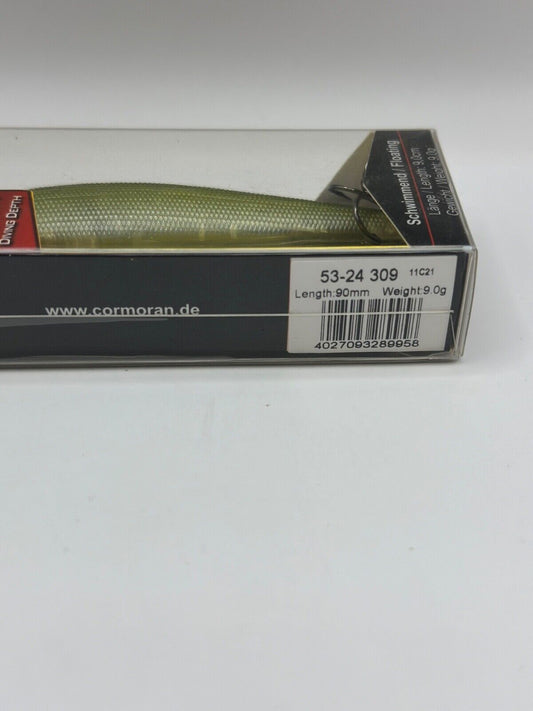 DIVING DEPTH
Schwimmend / Floating
Länge / Length: 9.0cm
Gewicht / Weight: 9.0g
www.cormoran.de
53-24 309 11C21
Length:90mm Weight:9.0g
4027093289958